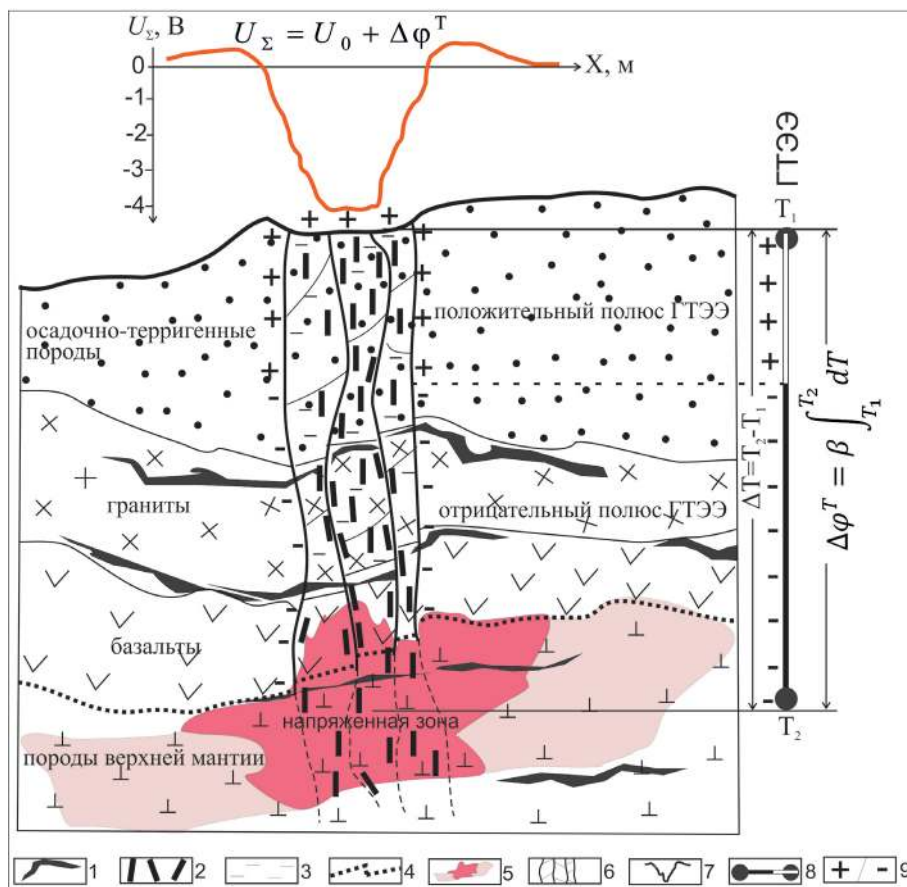 U_Σ, В
U_Σ = U_0 + Δφ^T
0
X, м
-1
-2
-3
-4
ГТЭЭ
T_1
осадочно-терригенные
породы
положительный полюс ГТЭЭ
ΔT=T_2-T_1
Δφ^T = β ∫_{T_1}^{T_2} dT
граниты
отрицательный полюс ГТЭЭ
базальты
напряженная зона
T_2
породы верхней мантии
1 2 3 4 5 6 7 8 + - 9